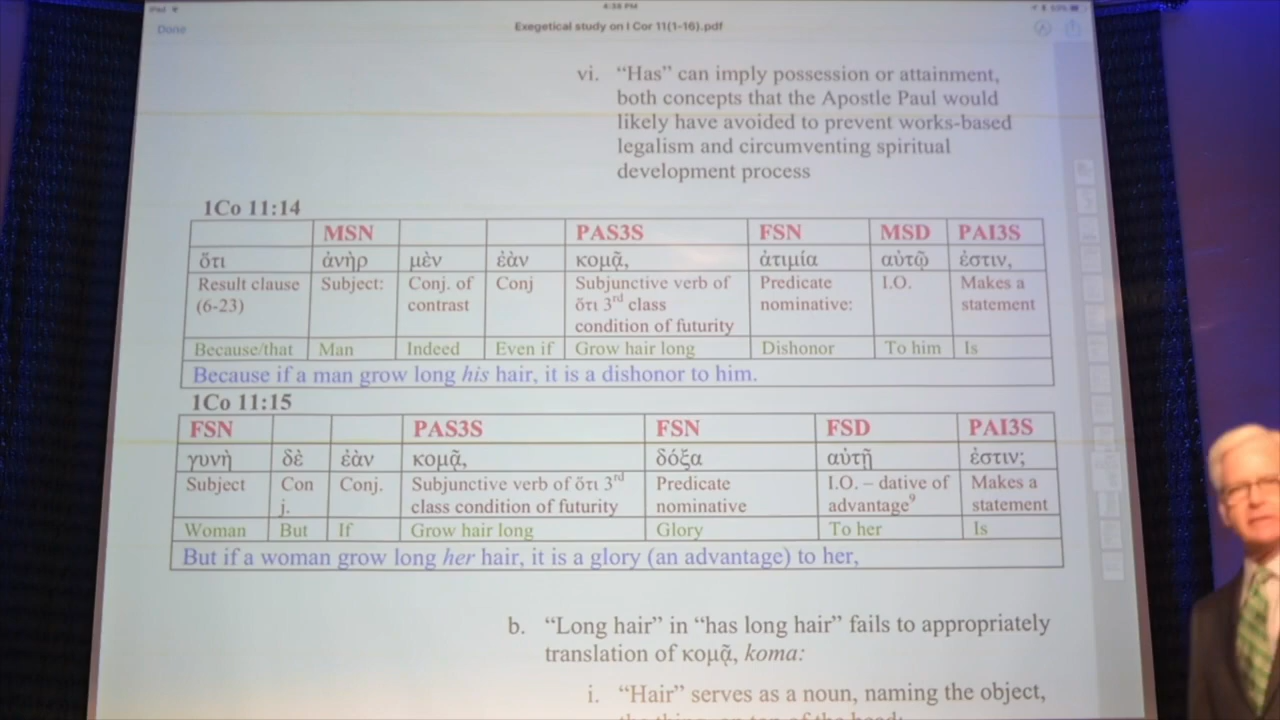 iPad
4:38 PM
93%
Done
Exegetical study on I Cor 11(1-16).pdf
vi. “Has” can imply possession or attainment,
both concepts that the Apostle Paul would
likely have avoided to prevent works-based
legalism and circumventing spiritual
development process
1Co 11:14
MSN PAS3S FSN MSD PAI3S
ὅτι ἀνὴρ μὲν ἐὰν κομᾷ, ἀτιμία αὐτῷ ἐστιν,
Result clause Subject: Conj. of Conj Subjunctive verb of Predicate I.O. Makes a
(6-23) contrast ὅτι 3rd class nominative: statement
condition of futurity
Because/that Man Indeed Even if Grow hair long Dishonor To him Is
Because if a man grow long his hair, it is a dishonor to him.
1Co 11:15
FSN PAS3S FSN FSD PAI3S
γυνὴ δὲ ἐὰν κομᾷ, δόξα αὐτῇ ἐστιν;
Subject Con Conj. Subjunctive verb of ὅτι 3rd Predicate I.O. – dative of Makes a
j. class condition of futurity nominative advantage9 statement
Woman But If Grow hair long Glory To her Is
But if a woman grow long her hair, it is a glory (an advantage) to her,
b. “Long hair” in “has long hair” fails to appropriately
translation of κομᾷ, koma:
i. “Hair” serves as a noun, naming the object,
the thing, on top of the head;